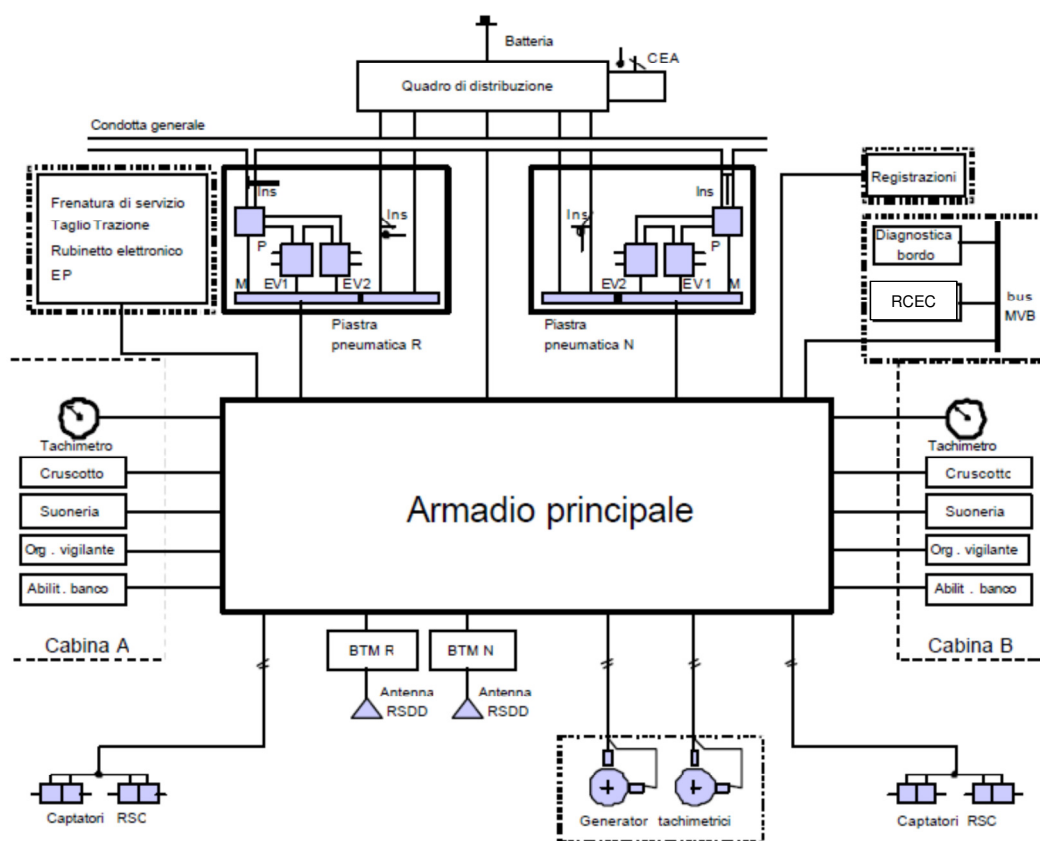 Batteria
CEA
Quadro di distribuzione
Condotta generale
Frenatura di servizio
Taglio Trazione
Rubinetto elettronico
EP
Ins
P
M
EV1
EV2
Piastra
pneumatica R
Ins
Ins
Ins
P
EV2
EV1
M
Piastra
pneumatica N
Registrazioni
Diagnostica
bordo
RCEC
bus
MVB
Tachimetro
Cruscotto
Suoneria
Org . vigilante
Abilit. banco
Cabina A
Armadio principale
Tachimetro
Cruscotto
Suoneria
Org . vigilante
Abilit . banco
Cabina B
BTM R
BTM N
Antenna
RSDD
Antenna
RSDD
Captatori RSC
Generator tachimetrici
Captatori RSC